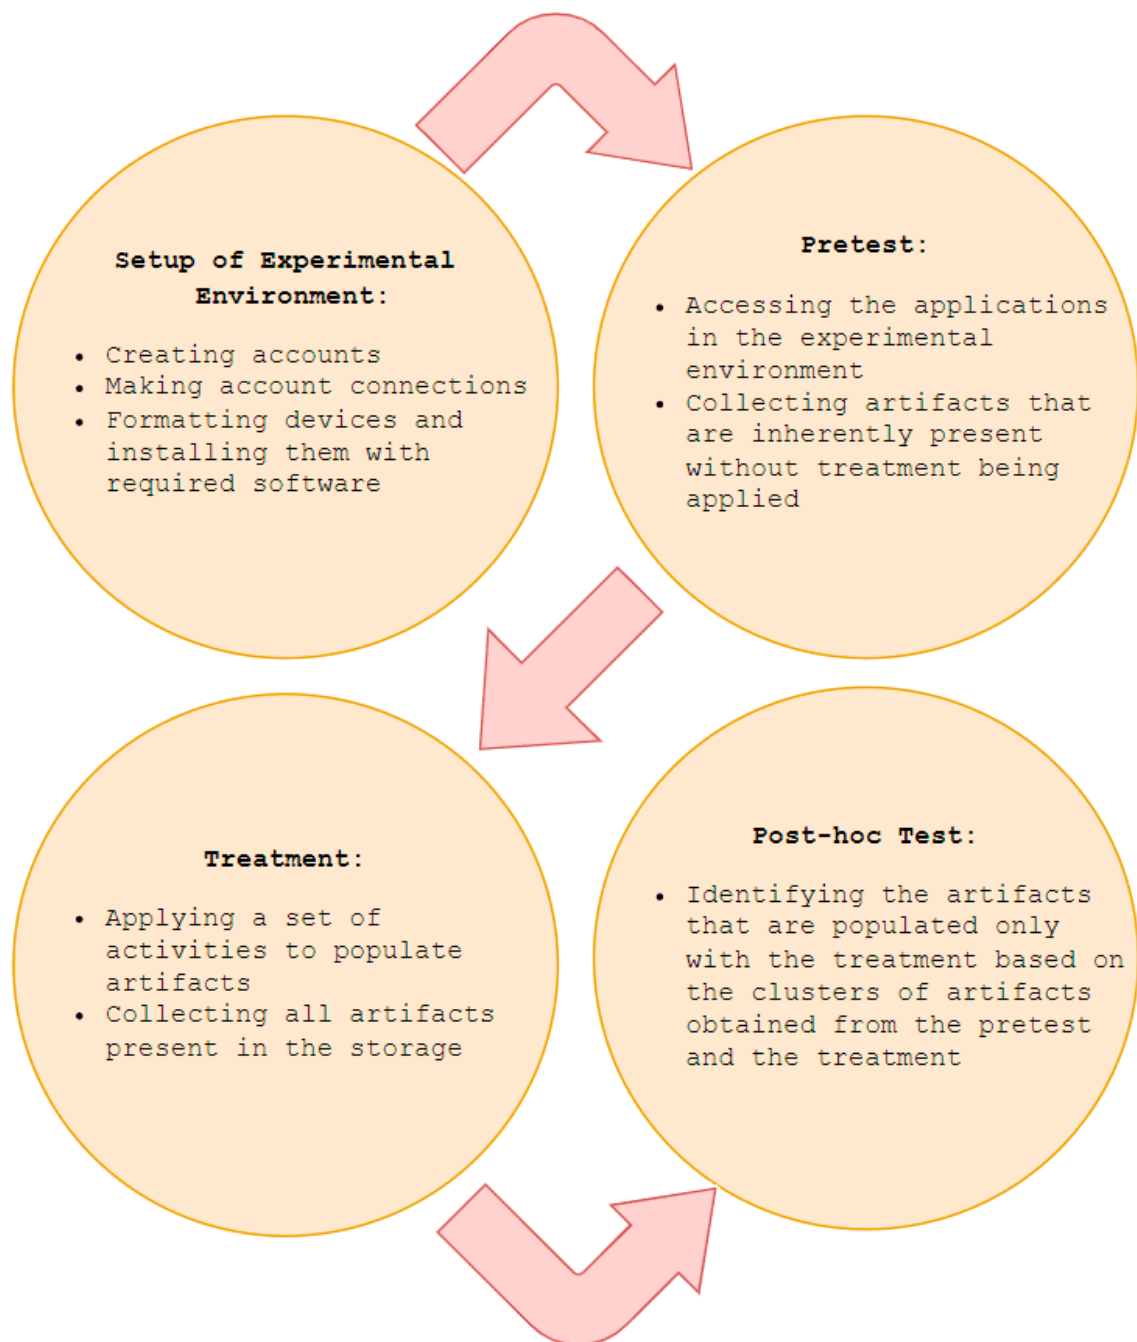 Setup of Experimental
Environment:
• Creating accounts
• Making account connections
• Formatting devices and
installing them with
required software
Pretest:
• Accessing the applications
in the experimental
environment
• Collecting artifacts that
are inherently present
without treatment being
applied
Treatment:
• Applying a set of
activities to populate
artifacts
• Collecting all artifacts
present in the storage
Post-hoc Test:
• Identifying the artifacts
that are populated only
with the treatment based on
the clusters of artifacts
obtained from the pretest
and the treatment